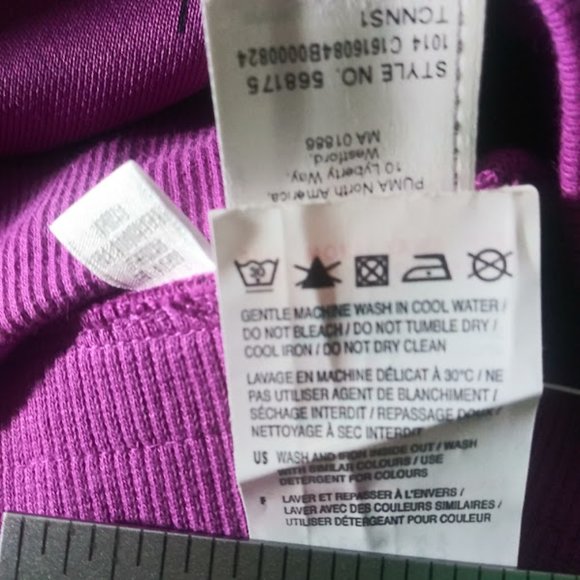 TCNNS1
1014 C1616084B0000824
STYLE NO. 568175
MA 01886
Westford,
10 Lyberty Way,
PUMA North America,
30
GENTLE MACHINE WASH IN COOL WATER /
DO NOT BLEACH / DO NOT TUMBLE DRY /
COOL IRON / DO NOT DRY CLEAN
LAVAGE EN MACHINE DÉLICAT À 30°C / NE
PAS UTILISER AGENT DE BLANCHIMENT /
SÉCHAGE INTERDIT / REPASSAGE DOUX /
NETTOYAGE À SEC INTERDIT
US WASH AND IRON INSIDE OUT / WASH
WITH SIMILAR COLOURS / USE
DETERGENT FOR COLOURS
F LAVER ET REPASSER À L'ENVERS /
LAVER AVEC DES COULEURS SIMILAIRES /
UTILISER DÉTERGEANT POUR COULEUR